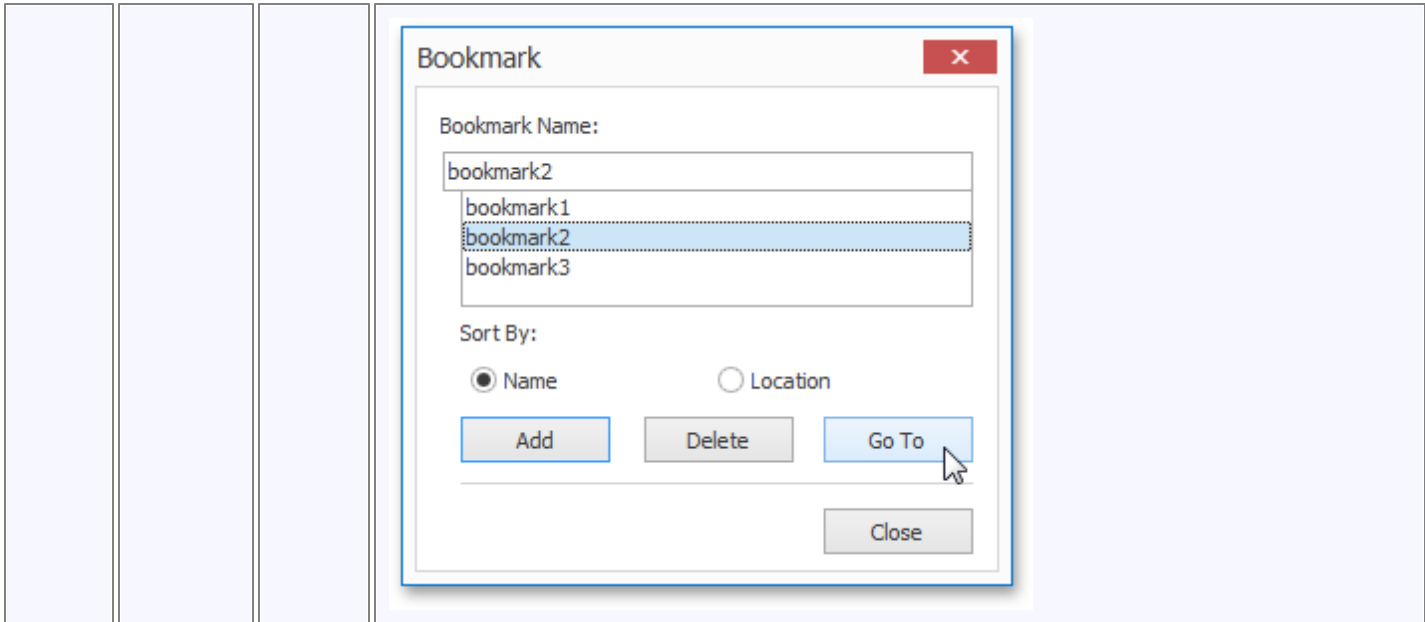 Bookmark
Bookmark Name:
bookmark2
bookmark1
bookmark2
bookmark3
Sort By:
Name Location
Add Delete Go To
Close